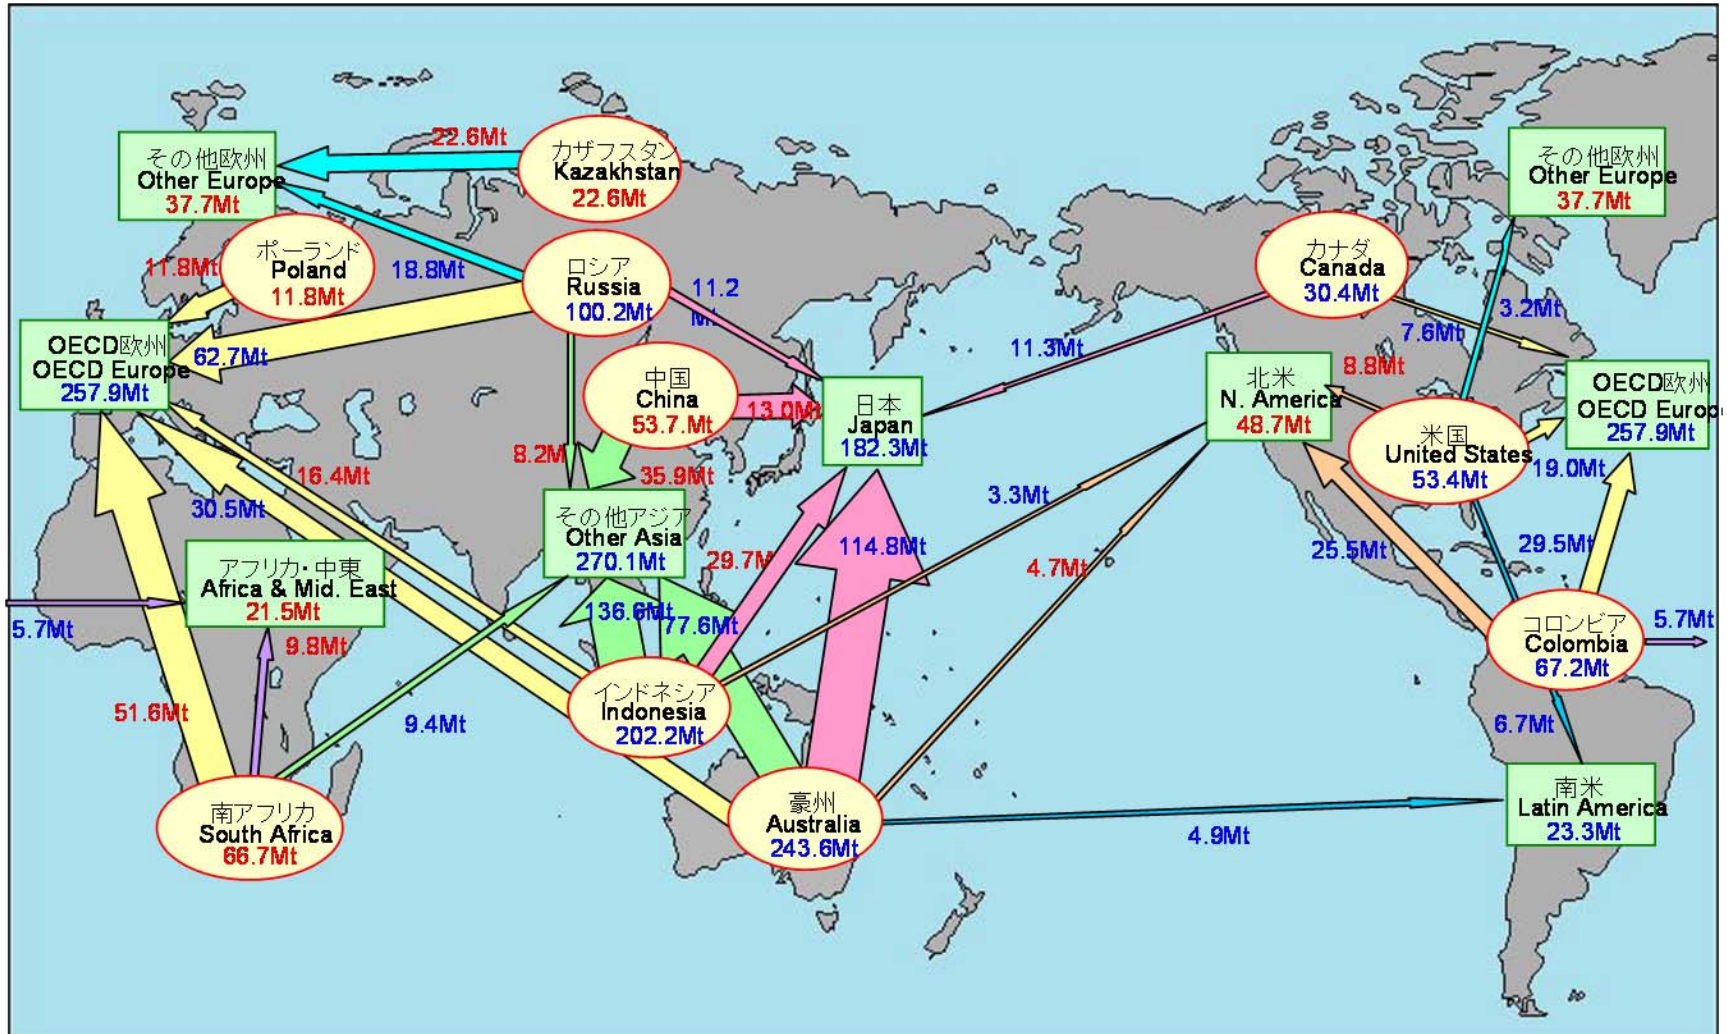 その他欧州
Other Europe
37.7Mt
22.6Mt
カザフスタン
Kazakhstan
22.6Mt
その他欧州
Other Europe
37.7Mt
ポーランド
Poland
11.8Mt
11.8Mt
18.8Mt
ロシア
Russia
100.2Mt
11.2
Mt
カナダ
Canada
30.4Mt
3.2Mt
7.6Mt
11.3Mt
OECD欧州
OECD Europe
257.9Mt
62.7Mt
中国
China
53.7.Mt
13.0Mt
日本
Japan
182.3Mt
北米
N. America
48.7Mt
8.8Mt
米国
United States
53.4Mt
OECD欧州
OECD Europe
257.9Mt
19.0Mt
8.2M
35.9Mt
16.4Mt
30.5Mt
その他アジア
Other Asia
270.1Mt
29.7M
114.8Mt
3.3Mt
4.7Mt
25.5Mt
29.5Mt
アフリカ・中東
Africa & Mid. East
21.5Mt
5.7Mt
9.8Mt
136.6Mt
77.6Mt
コロンビア
Colombia
67.2Mt
5.7Mt
51.6Mt
9.4Mt
インドネシア
Indonesia
202.2Mt
6.7Mt
南アフリカ
South Africa
66.7Mt
豪州
Australia
243.6Mt
4.9Mt
南米
Latin America
23.3Mt